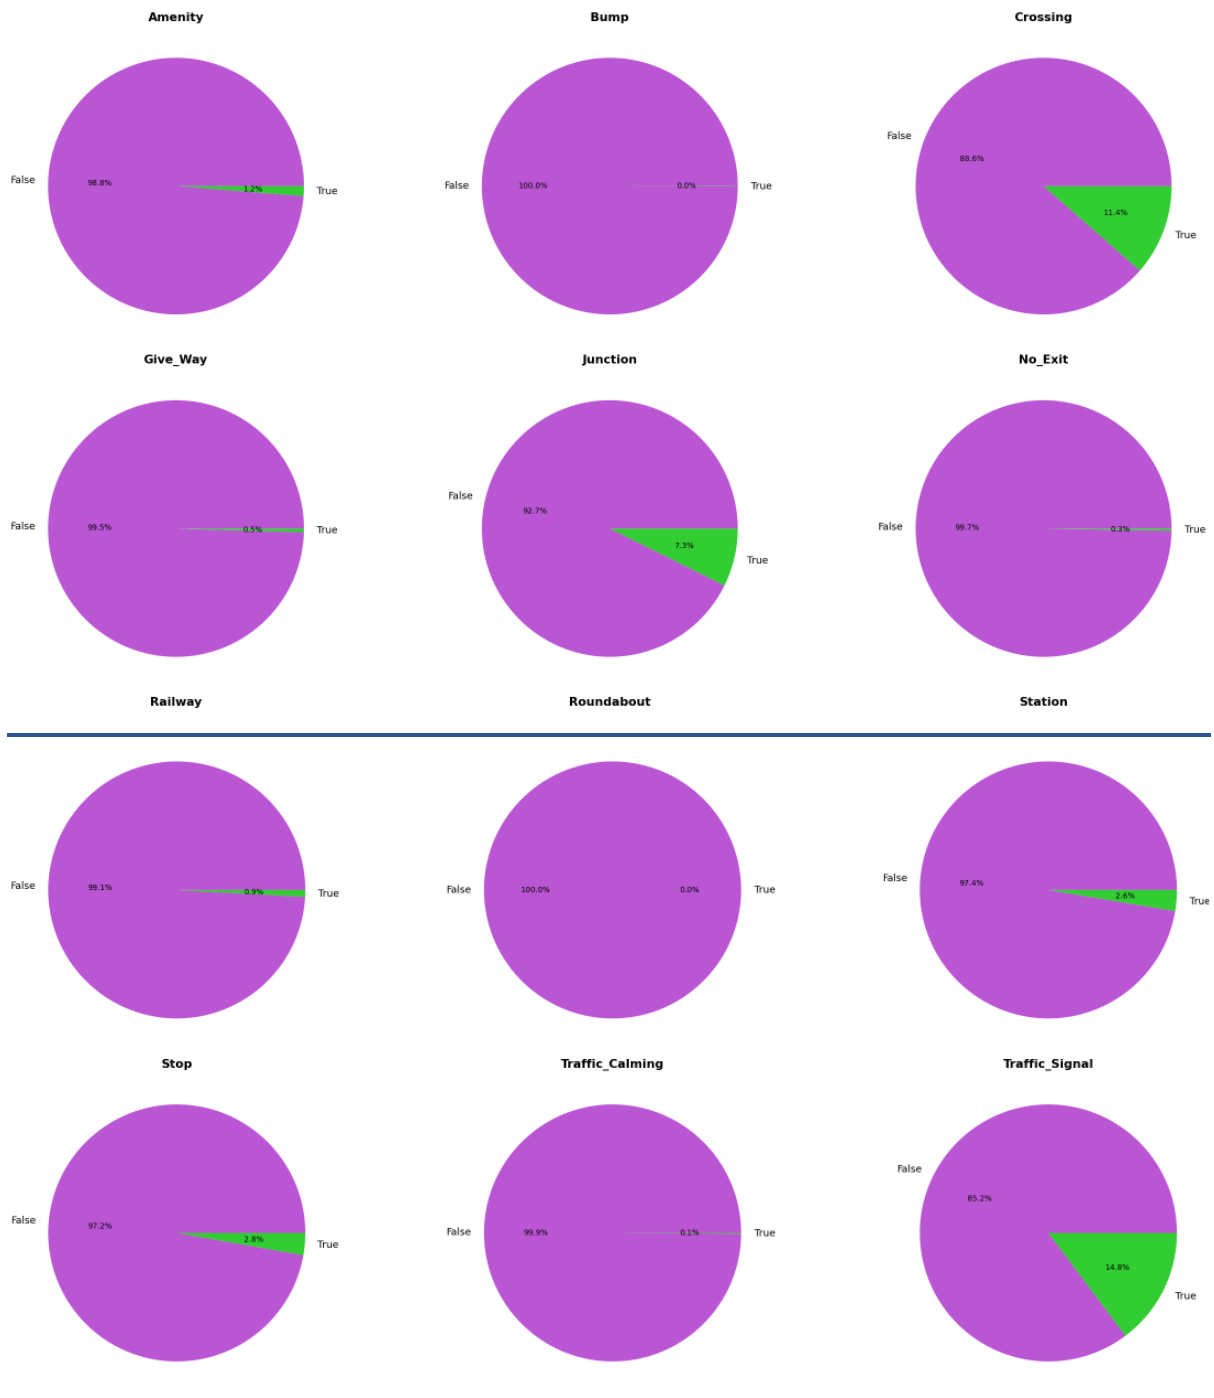 Amenity
Bump
Crossing
False
98.8%
1.2%
True
False
100.0%
0.0%
True
False
88.6%
11.4%
True
Give_Way
Junction
No_Exit
False
99.5%
0.5%
True
False
92.7%
7.3%
True
False
99.7%
0.3%
True
Railway
Roundabout
Station
False
99.1%
0.9%
True
False
100.0%
0.0%
True
False
97.4%
2.6%
True
Stop
Traffic_Calming
Traffic_Signal
False
97.2%
2.8%
True
False
99.9%
0.1%
True
False
85.2%
14.8%
True